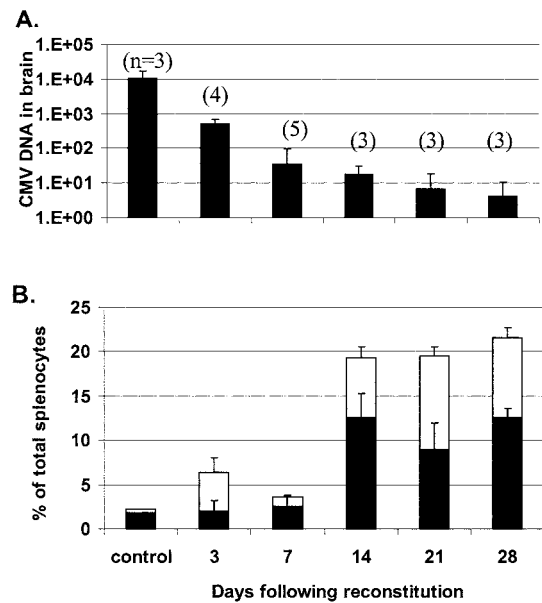 A.
CMV DNA in brain
1.E+05
1.E+04
1.E+03
1.E+02
1.E+01
1.E+00
(n=3)
(4)
(5)
(3)
(3)
(3)
B.
% of total splenocytes
25
20
15
10
5
0
control
3
7
14
21
28
Days following reconstitution